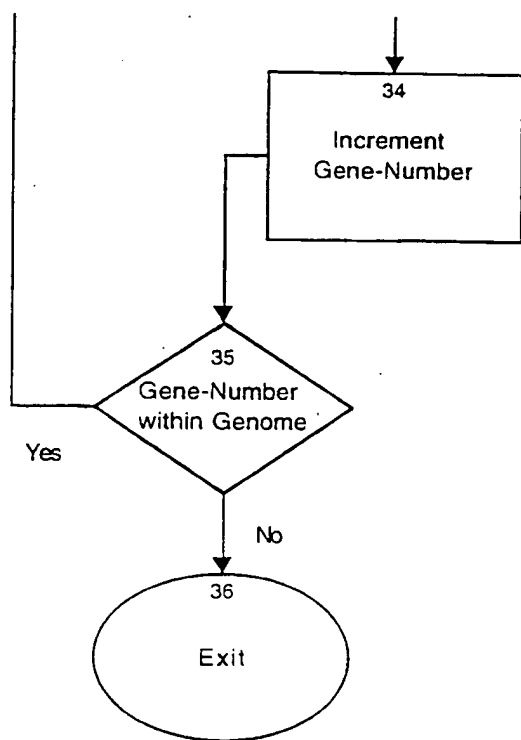 34
Increment
Gene-Number
35
Gene-Number
within Genome
Yes
No
36
Exit